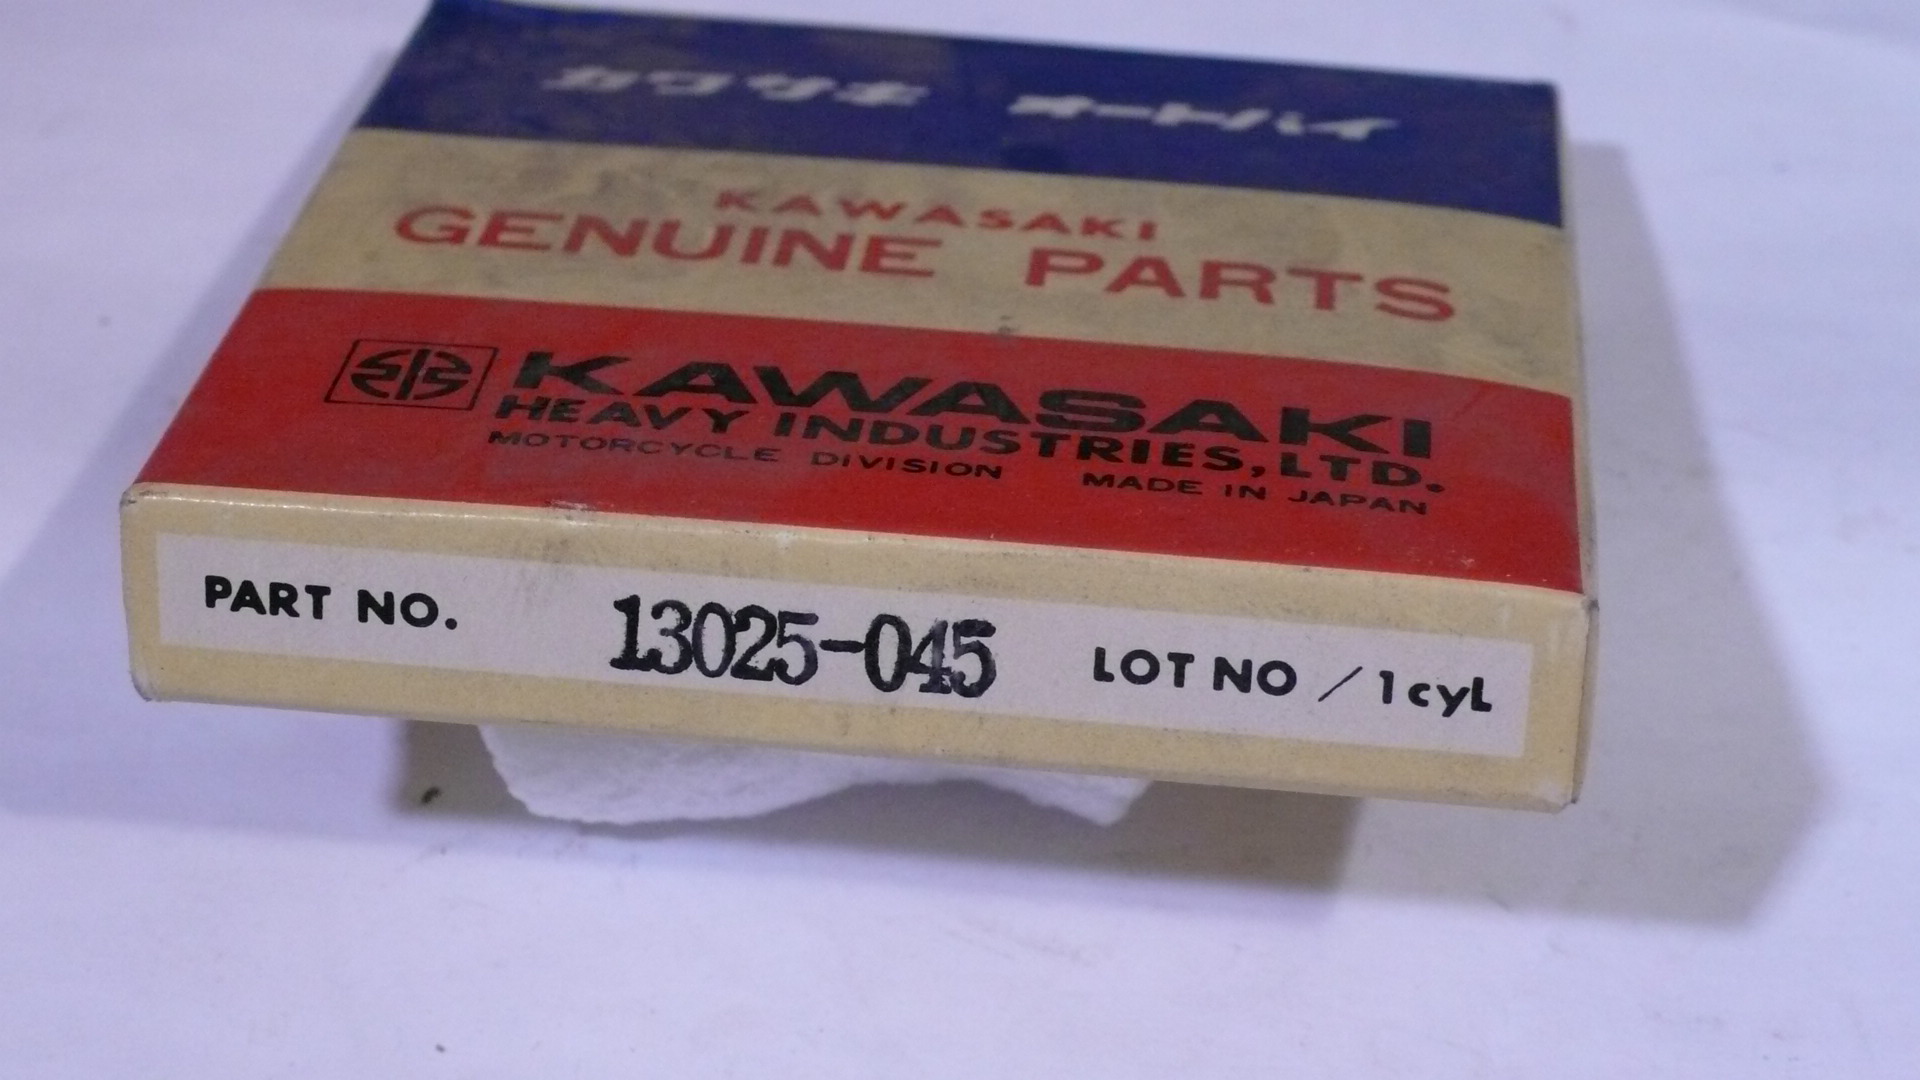 カワサキ オートバイ
KAWASAKI
GENUINE PARTS
KAWASAKI
HEAVY INDUSTRIES, LTD.
MOTORCYCLE DIVISION MADE IN JAPAN
PART NO. 13025-045 LOT NO / 1cyL